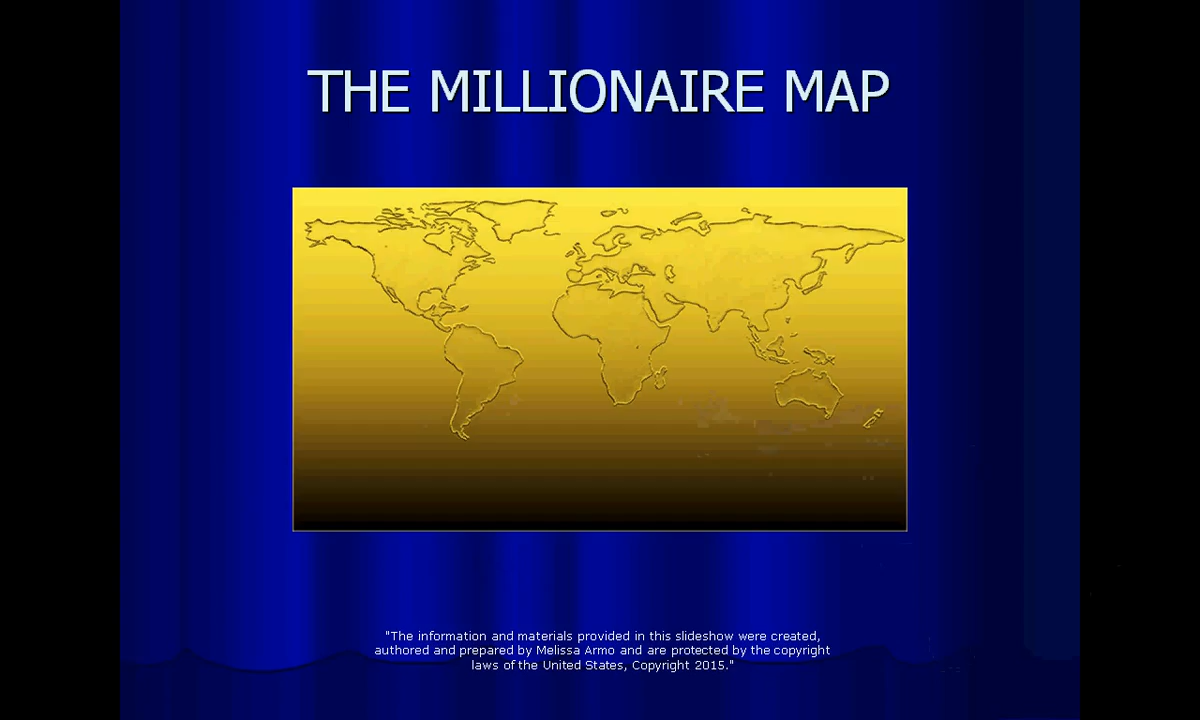 THE MILLIONAIRE MAP
"The information and materials provided in this slideshow were created,
authored and prepared by Melissa Armo and are protected by the copyright
laws of the United States, Copyright 2015."